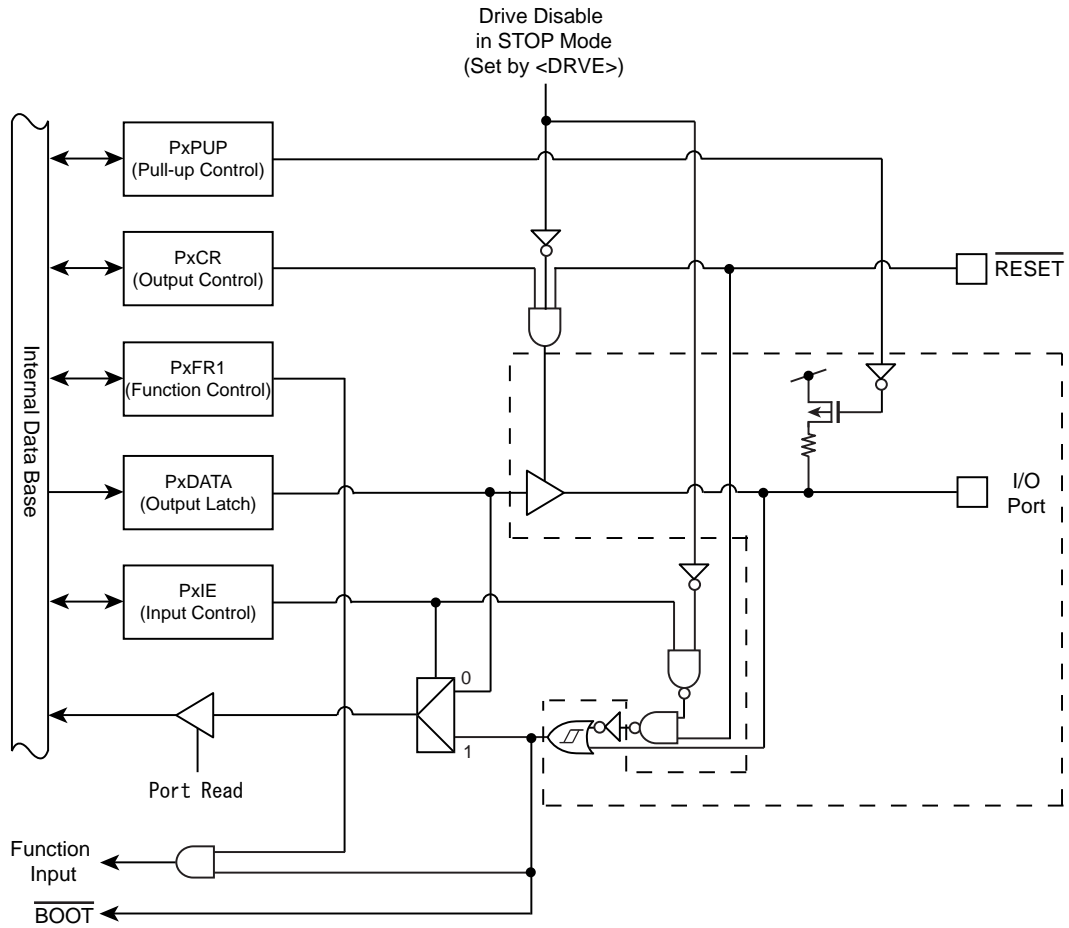 Drive Disable
in STOP Mode
(Set by <DRVE>)
PxPUP
(Pull-up Control)
PxCR
(Output Control)
RESET
PxFR1
(Function Control)
Internal Data Base
PxDATA
(Output Latch)
I/O
Port
PxIE
(Input Control)
0
1
Port Read
Function
Input
BOOT